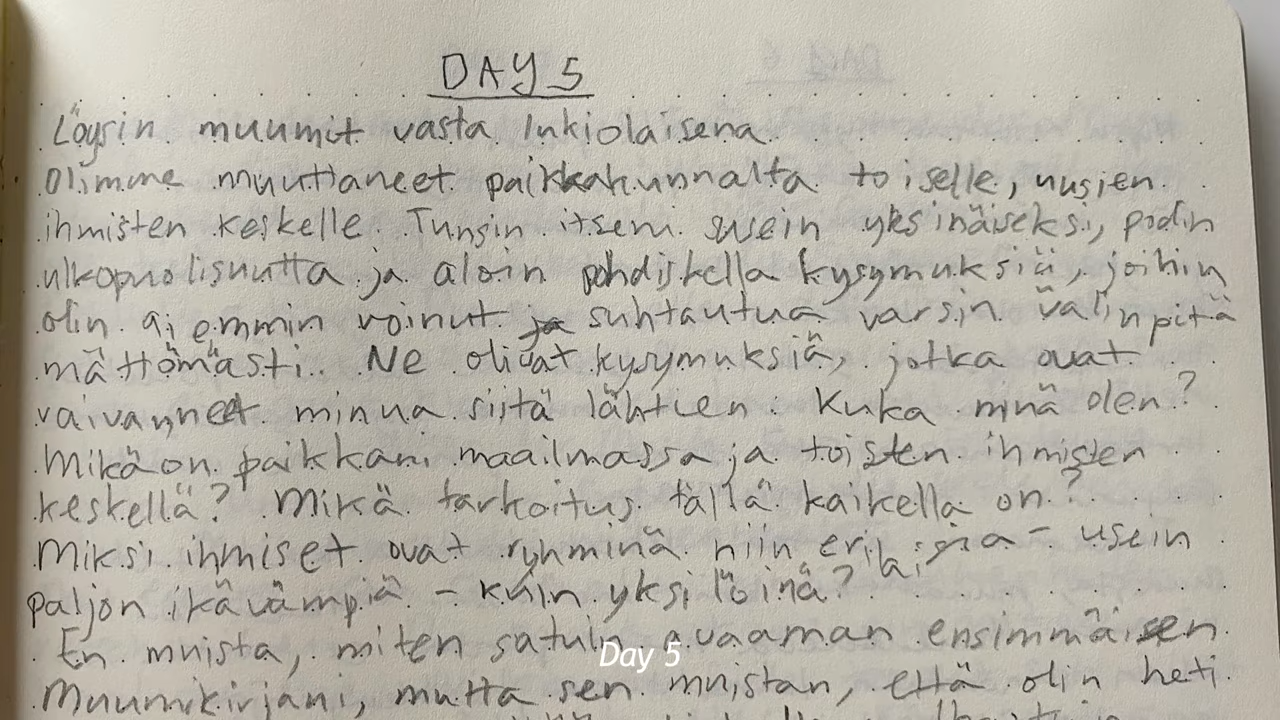 DAY 5
Löysin muumit vasta lukiolaisena.
Olimme muuttaneet paikkakunnalta toiselle, uusien
ihmisten keskelle. Tunsin itseni usein yksinäiseksi, podin
ulkopuolisuutta ja aloin pohdiskella kysymyksiä, joihin
olin aiemmin voinut ja suhtautua varsin välinpitä
mättömästi. Ne olivat kysymyksiä, jotka ovat
vaivanneet minua siitä lähtien. Kuka minä olen?
Mikä on paikkani maailmassa ja toisten ihmisten
keskellä? Mikä tarkoitus tällä kaikella on?
Miksi ihmiset ovat ryhminä niin erilaisia - usein
paljon ikävämpiä - kuin yksilöinä?
En muista, miten satuin avaaman ensimmäisen
Day 5
Muumikirjani, mutta sen muistan, että olin heti